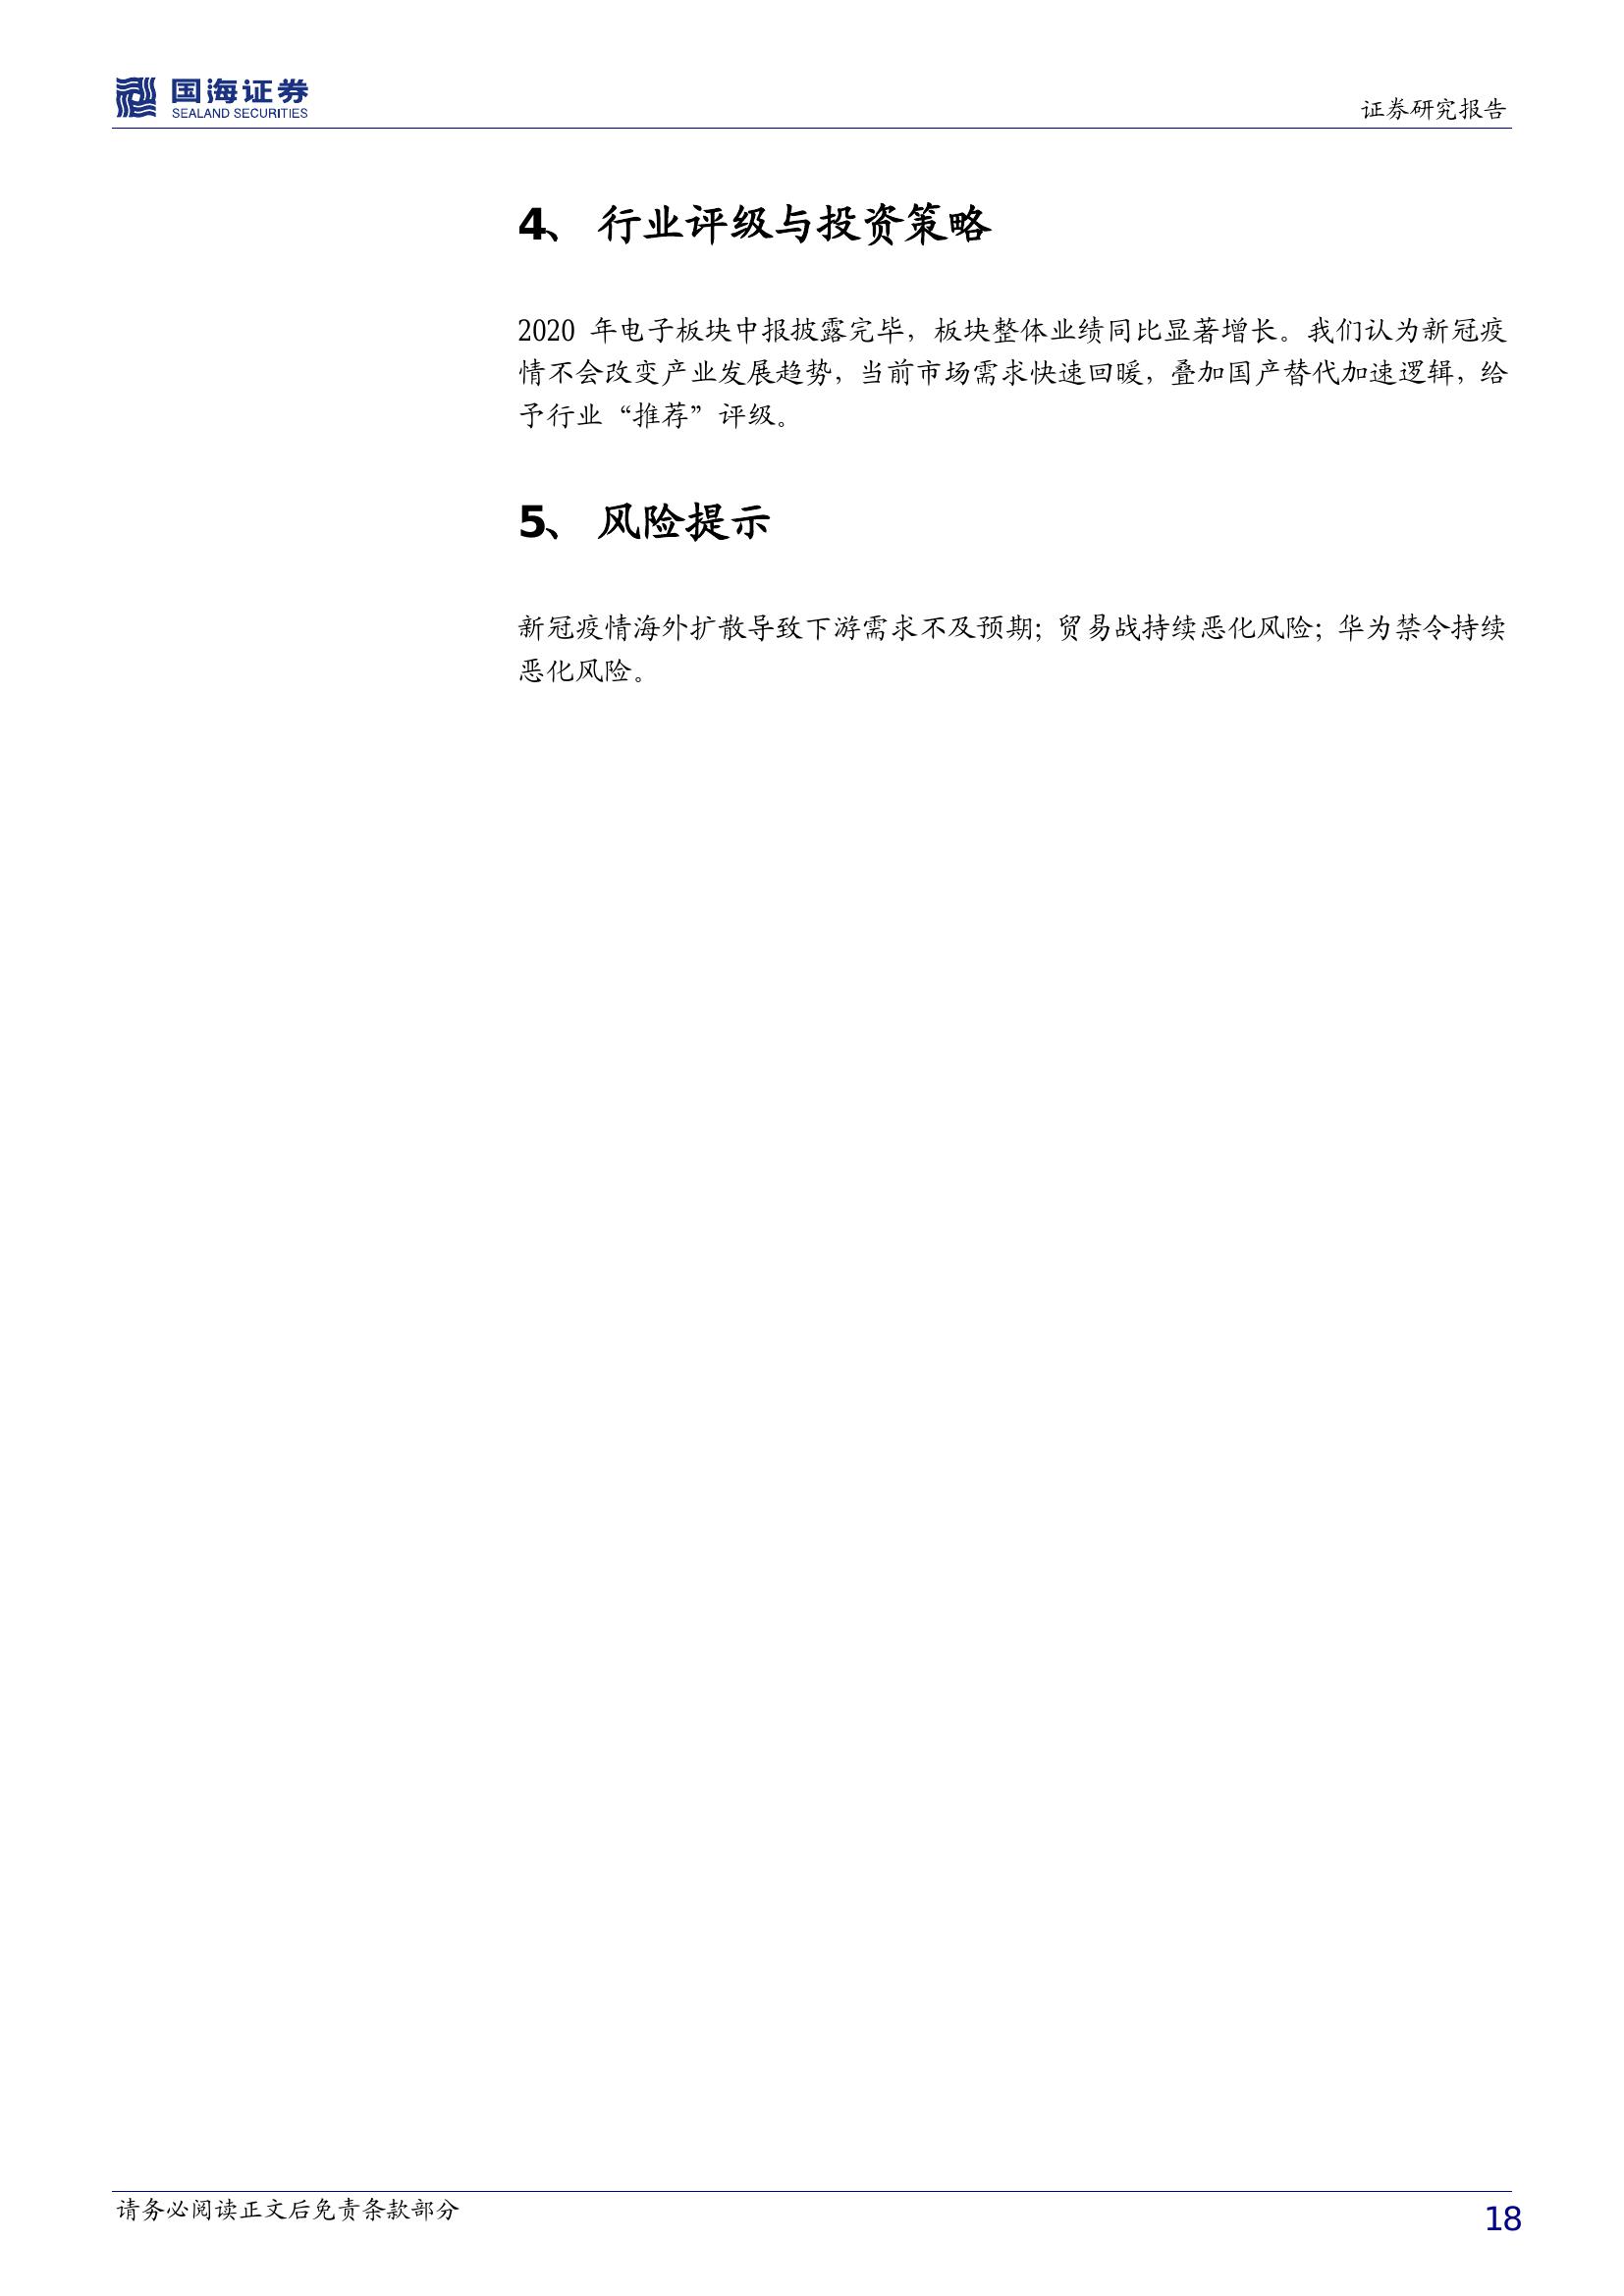 国海证券
SEALAND SECURITIES
证券研究报告
4、 行业评级与投资策略
2020 年电子板块中报披露完毕，板块整体业绩同比显著增长。我们认为新冠疫
情不会改变产业发展趋势，当前市场需求快速回暖，叠加国产替代加速逻辑，给
予行业“推荐”评级。
5、 风险提示
新冠疫情海外扩散导致下游需求不及预期；贸易战持续恶化风险；华为禁令持续
恶化风险。
请务必阅读正文后免责条款部分
18